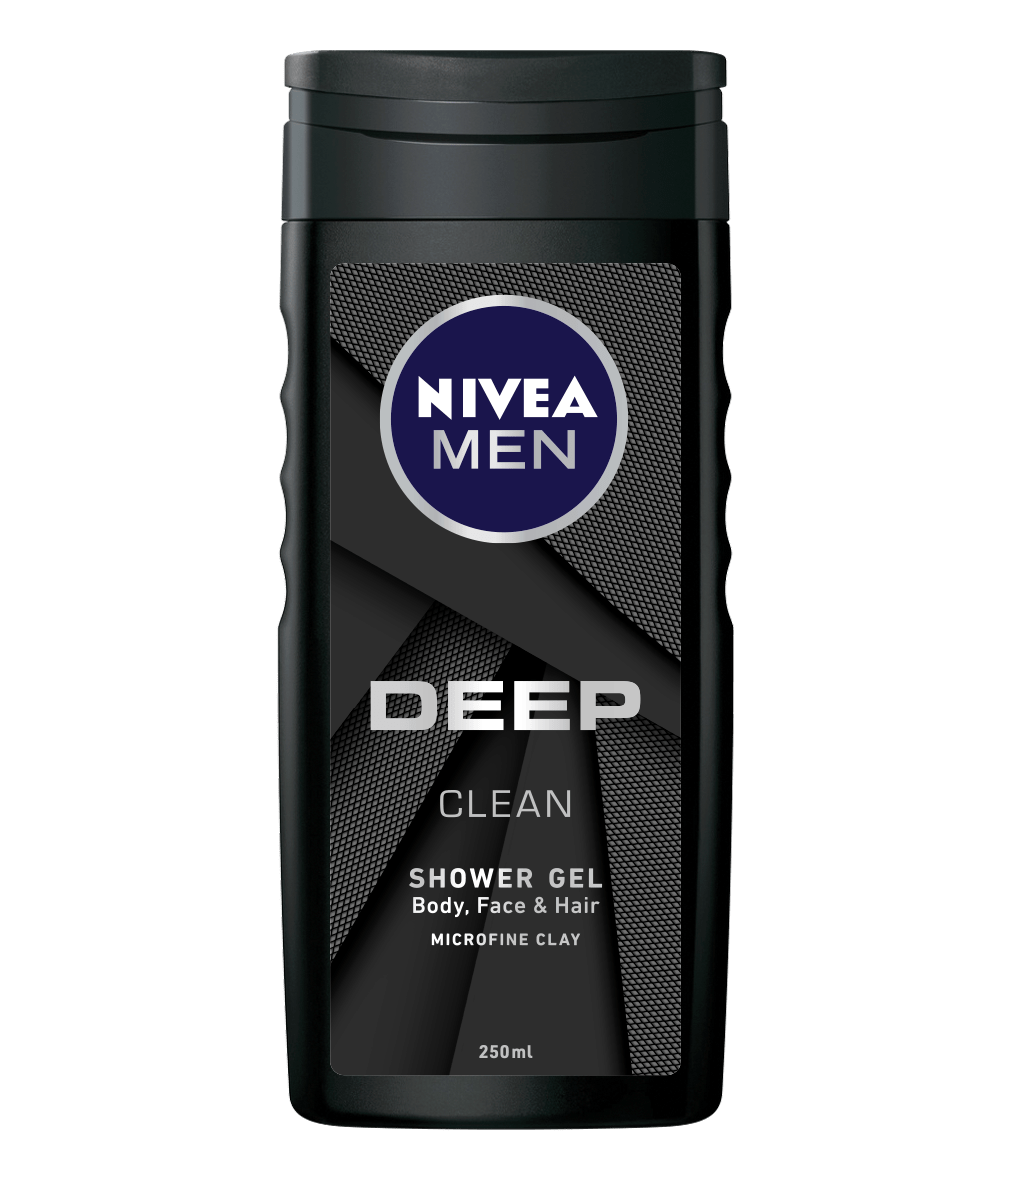 NIVEA
MEN
DEEP
CLEAN
SHOWER GEL
Body, Face & Hair
MICROFINE CLAY
250ml